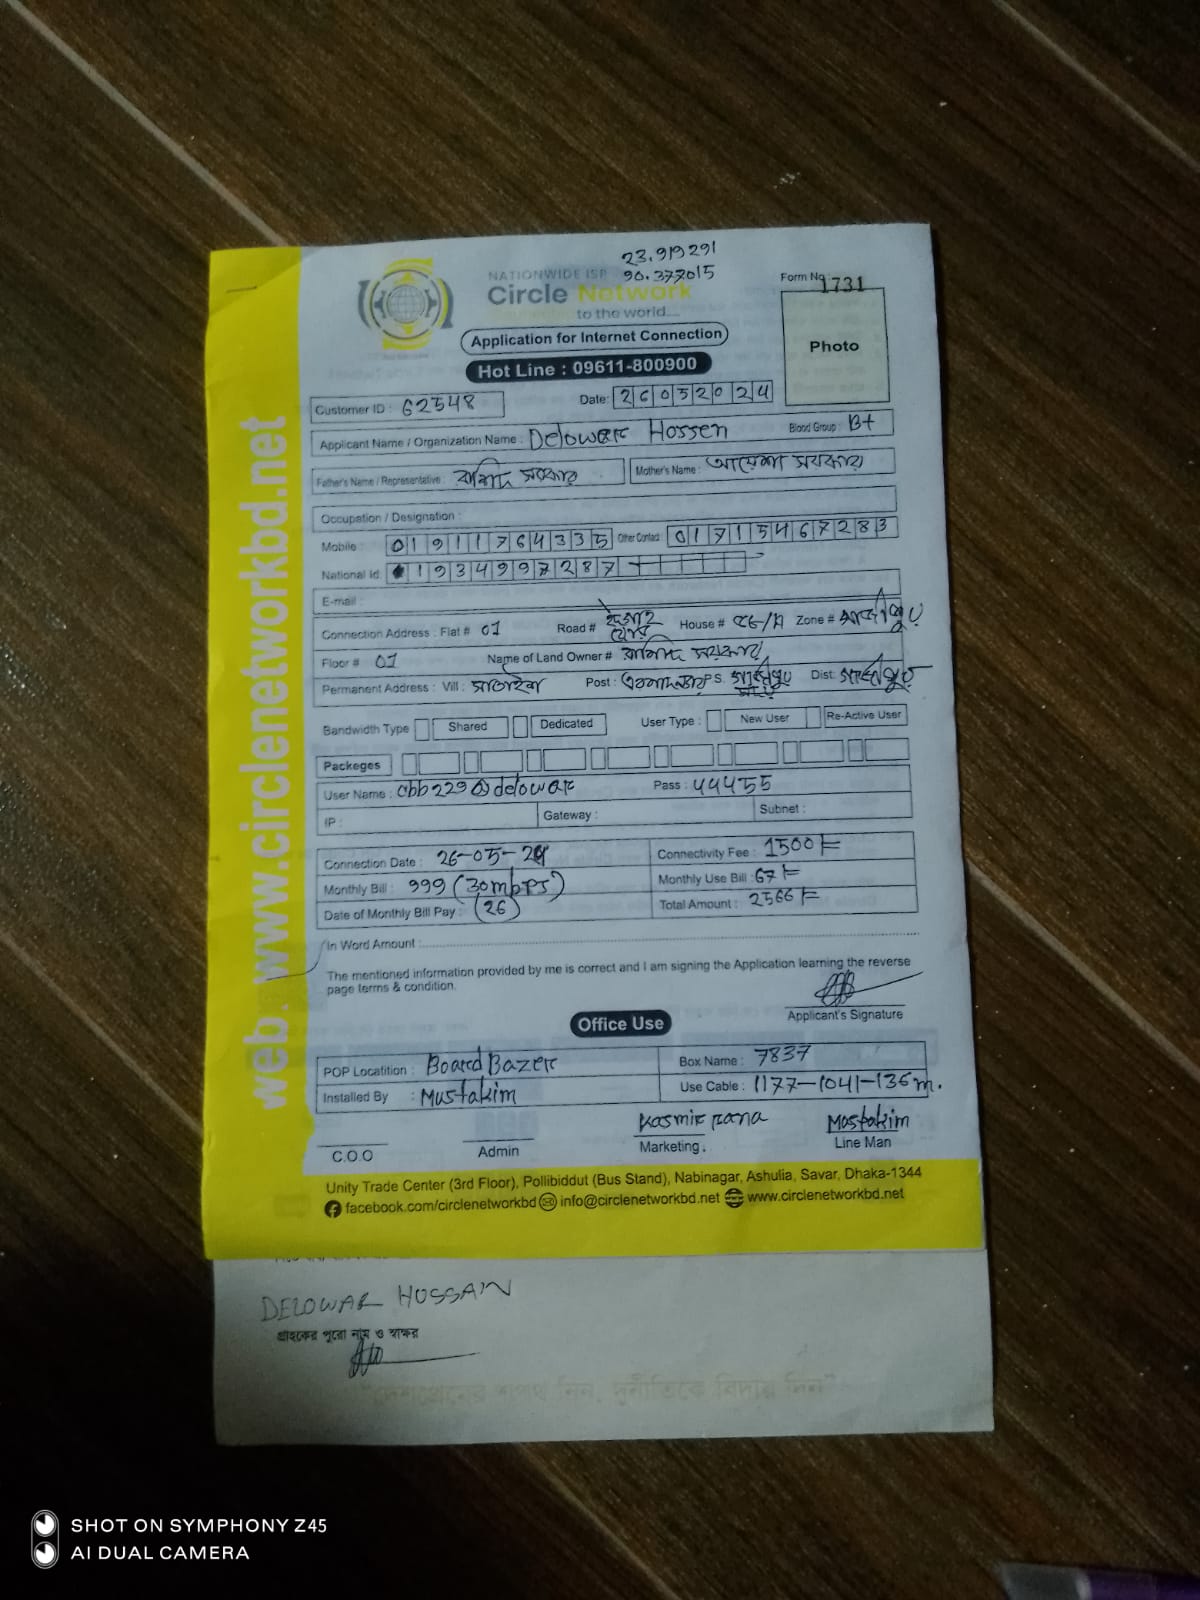 23.919291
90.377015
NATIONWIDE ISP
Circle Network
to the world....
Form No 1731
Photo
Application for Internet Connection
Hot Line : 09611-800900
Customer ID : 62548
Date: 26052024
Applicant Name / Organization Name : Delowar Hossen Blood Group: B+
Father's Name / Representative : রাশিদ সরকার Mother's Name : আয়েশা সরকার
Occupation / Designation :
Mobile : 01911764335 Other Contact 01715467283
National Id. 1934997287
E-mail :
Connection Address : Flat # 01 Road # House # Zone # গাজীপুর
Floor # 01 Name of Land Owner # রাশিদ সরকার
Permanent Address : Vill : সাতাইশ Post : P.S. গাজীপুর সদর Dist: গাজীপুর
Bandwidth Type Shared Dedicated User Type : New User Re-Active User
Packeges
User Name : cbb229@delowar Pass : 44455
IP : Gateway : Subnet :
Connection Date : 26-05-24 Connectivity Fee : 1500/=
Monthly Bill : 999 (30mbps) Monthly Use Bill : 67/=
Date of Monthly Bill Pay : (26) Total Amount : 2566/=
In Word Amount :
The mentioned information provided by me is correct and I am signing the Application learning the reverse
page terms & condition.
Applicant's Signature
Office Use
POP Locatition : Board Bazer Box Name : 7837
Installed By : Mustakim Use Cable : 1177-1041-136m.
Kasmir rana Mostakim
C.O.O Admin Marketing. Line Man
Unity Trade Center (3rd Floor), Pollibiddut (Bus Stand), Nabinagar, Ashulia, Savar, Dhaka-1344
facebook.com/circlenetworkbd info@circlenetworkbd.net www.circlenetworkbd.net
web : www.circlenetworkbd.net
DELOWAR HOSSAIN
গ্রাহকের পুরো নাম ও স্বাক্ষর
"দেশপ্রেমের শপথ নিন, দুর্নীতিকে বিদায় দিন"
SHOT ON SYMPHONY Z45
AI DUAL CAMERA